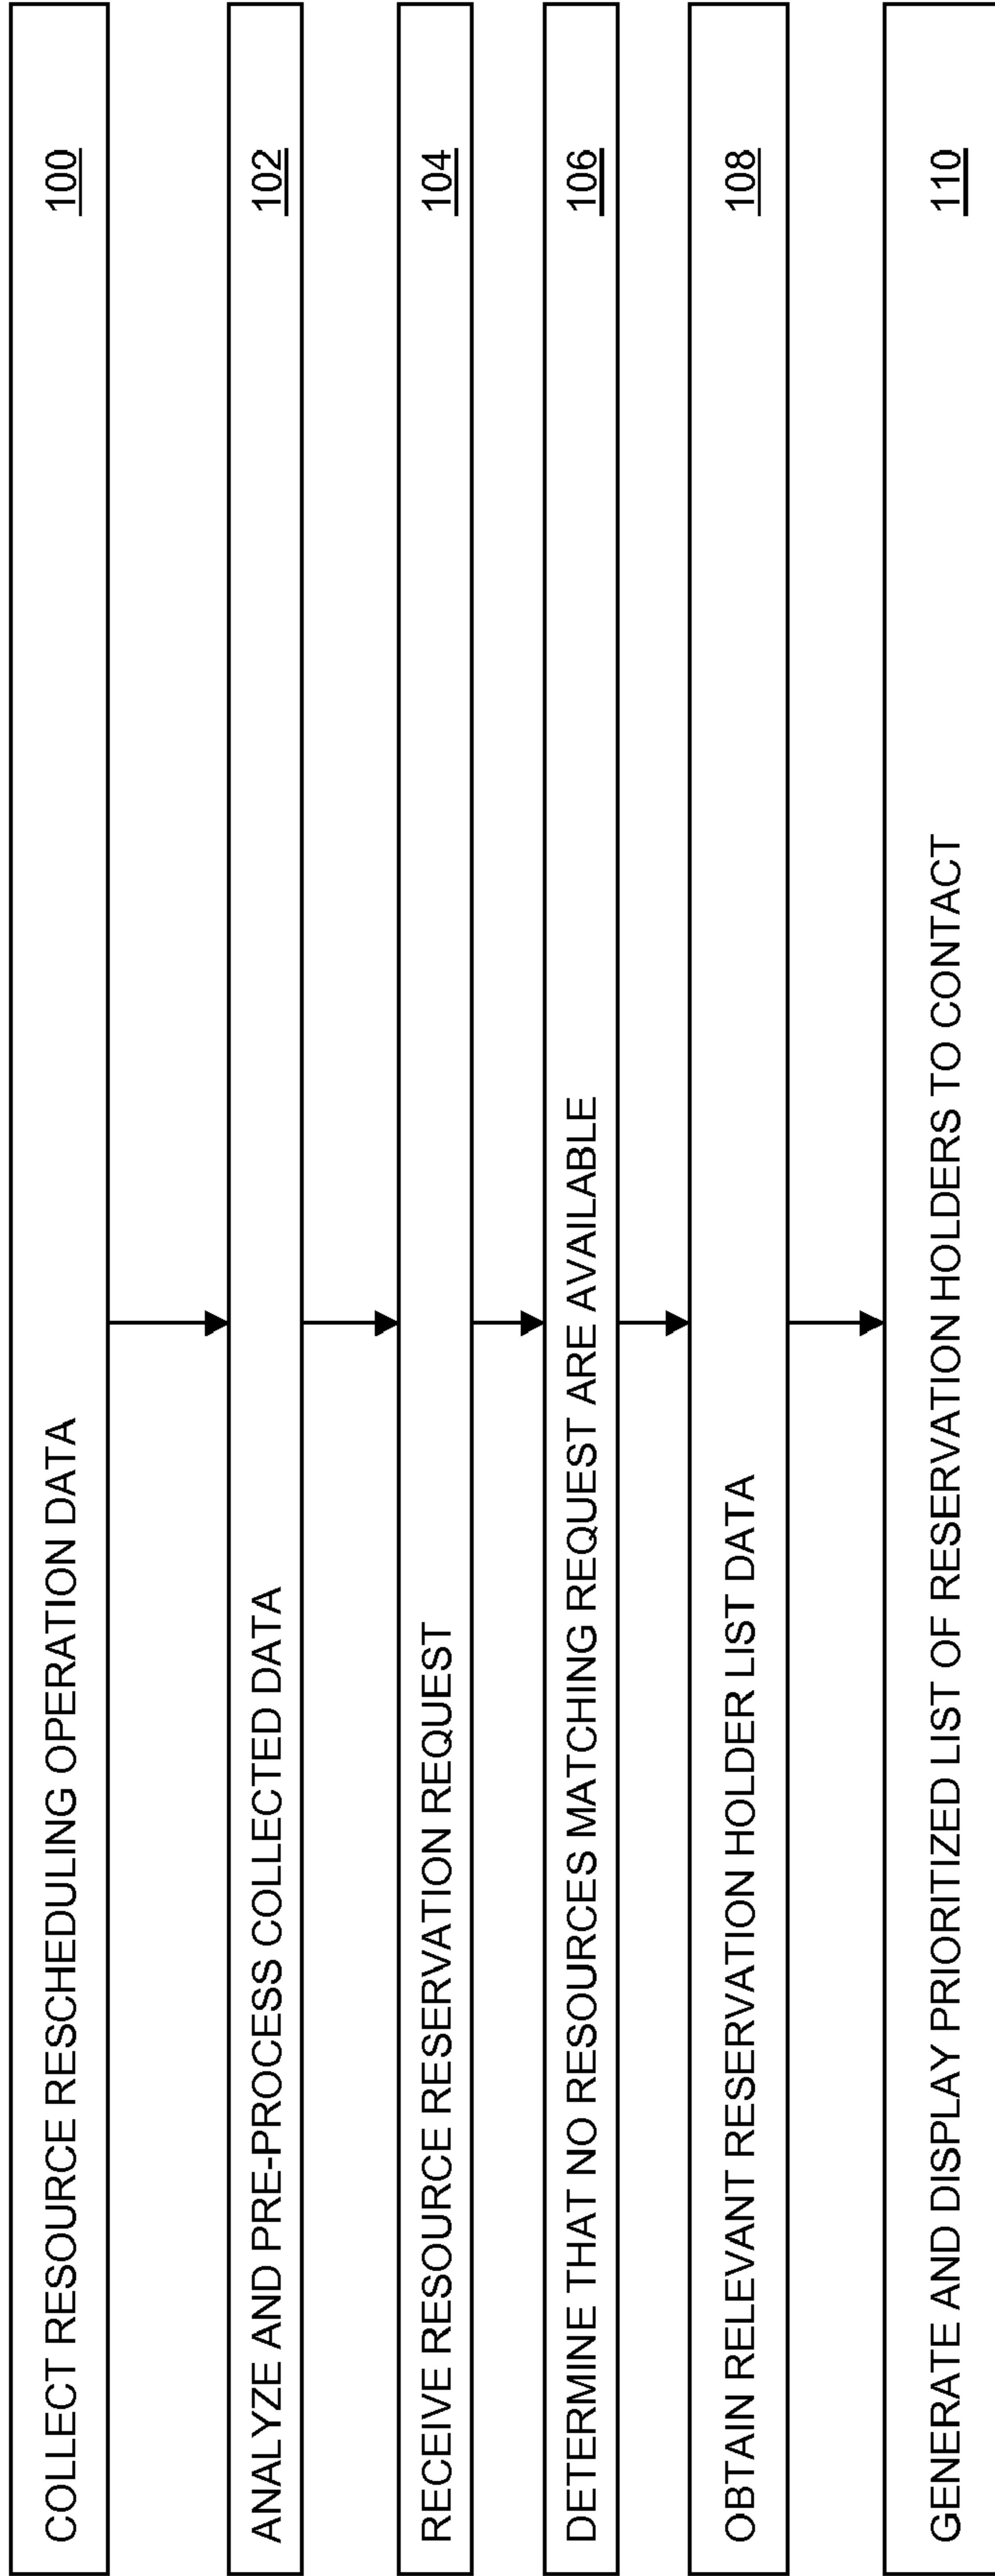 COLLECT RESOURCE RESCHEDULING OPERATION DATA 100
ANALYZE AND PRE-PROCESS COLLECTED DATA 102
RECEIVE RESOURCE RESERVATION REQUEST 104
DETERMINE THAT NO RESOURCES MATCHING REQUEST ARE AVAILABLE 106
OBTAIN RELEVANT RESERVATION HOLDER LIST DATA 108
GENERATE AND DISPLAY PRIORITIZED LIST OF RESERVATION HOLDERS TO CONTACT 110